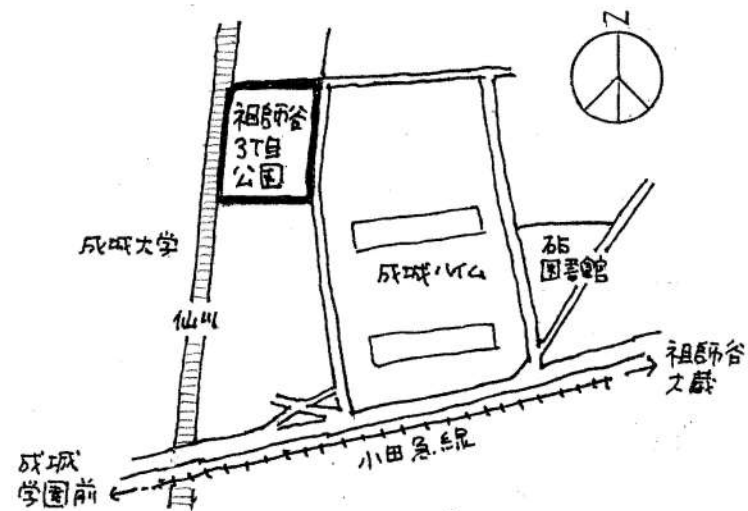 Z
祖師谷
3丁目
公園
成城大学
仙川
成城ハイム
砧
図書館
祖師谷
大蔵
小田急線
成城
学園前